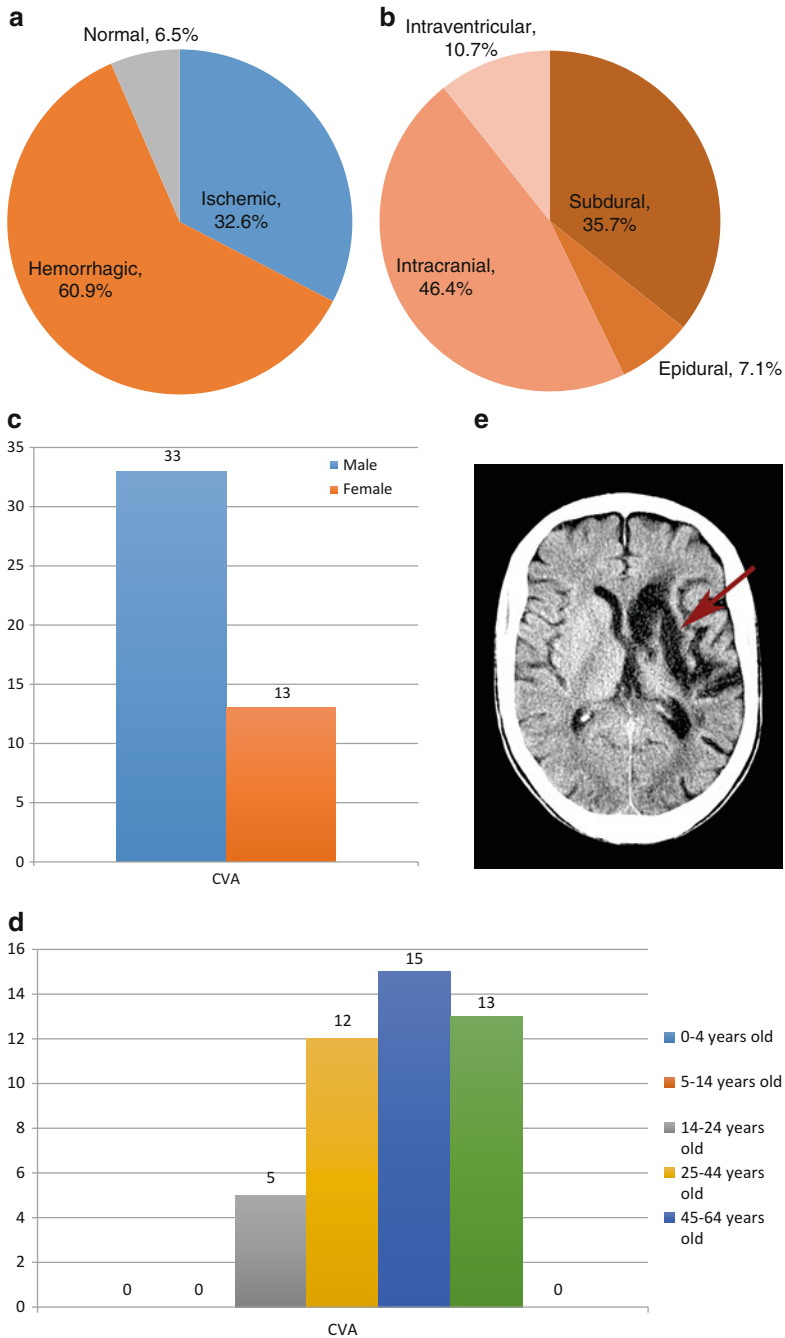 a
Normal, 6.5%
Ischemic,
32.6%
Hemorrhagic,
60.9%
b
Intraventricular,
10.7%
Subdural,
35.7%
Intracranial,
46.4%
Epidural, 7.1%
c
35
30
25
20
15
10
5
0
33
13
Male
Female
CVA
e
d
16
14
12
10
8
6
4
2
0
0
0
5
12
15
13
0
CVA
0-4 years old
5-14 years old
14-24 years
old
25-44 years
old
45-64 years
old